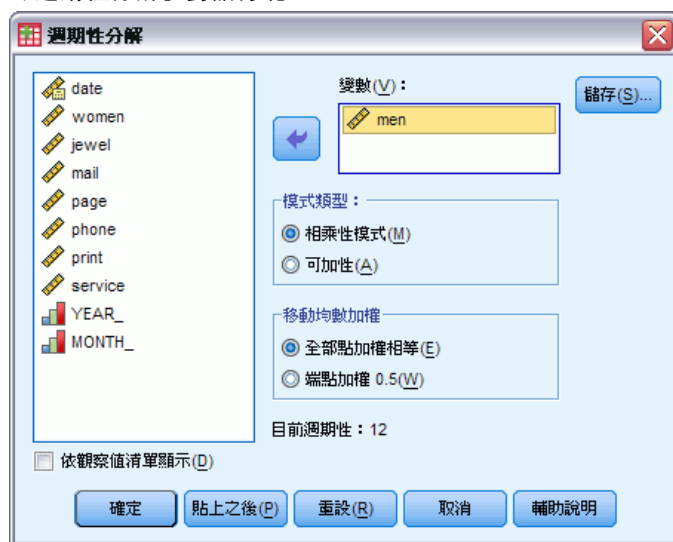 週期性分解
date
women
jewel
mail
page
phone
print
service
YEAR_
MONTH_
變數(V)：
men
儲存(S)...
模式類型：
相乘性模式(M)
可加性(A)
移動均數加權
全部點加權相等(E)
端點加權 0.5(W)
目前週期性：12
依觀察值清單顯示(D)
確定
貼上之後(P)
重設(R)
取消
輔助說明